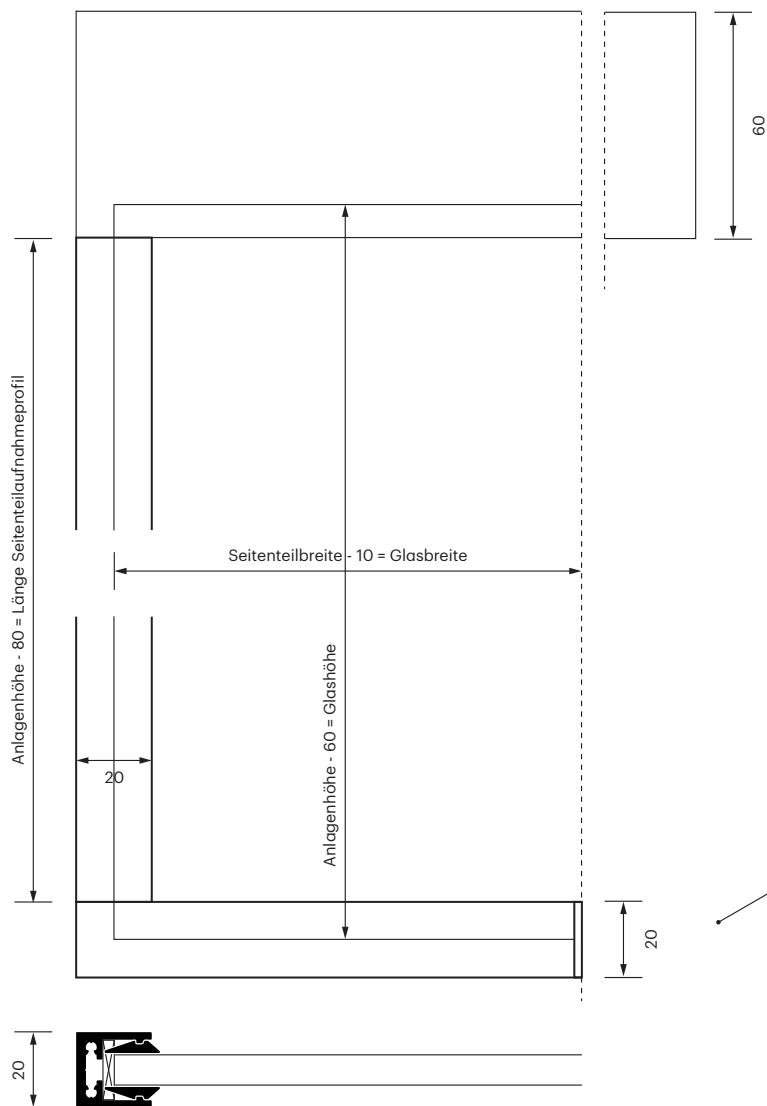 60
Anlagenhöhe - 80 = Länge Seitenteilaufnahmeprofil
Seitenteilbreite - 10 = Glasbreite
Anlagenhöhe - 60 = Glashöhe
20
20
20